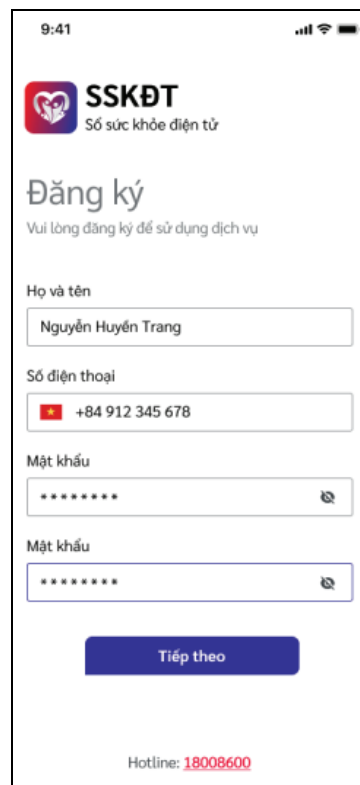 9:41
SSKĐT
Sổ sức khỏe điện tử
Đăng ký
Vui lòng đăng ký để sử dụng dịch vụ
Họ và tên
Nguyễn Huyền Trang
Số điện thoại
+84 912 345 678
Mật khẩu
********
Mật khẩu
********
Tiếp theo
Hotline: 18008600